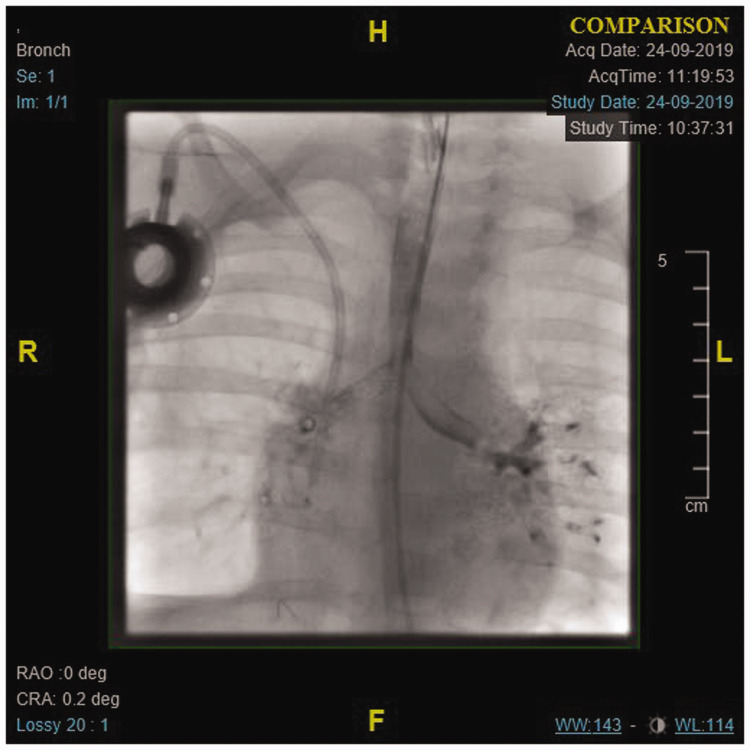 ,
Bronch
Se: 1
Im: 1/1
H
COMPARISON
Acq Date: 24-09-2019
AcqTime: 11:19:53
Study Date: 24-09-2019
Study Time: 10:37:31
R
5
L
cm
RAO :0 deg
CRA: 0.2 deg
Lossy 20 : 1
F
WW:143 - WL:114